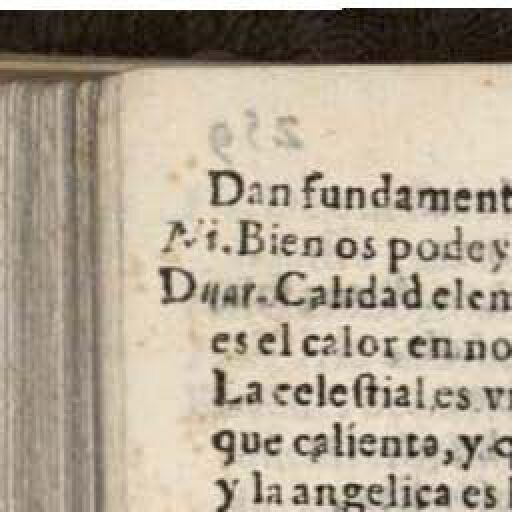 259
Dan fundament
Ni. Bien os podey
Duar. Calidad elem
es el calor en no
La celeſtial es vi
que calienta, y q
y la angelica es